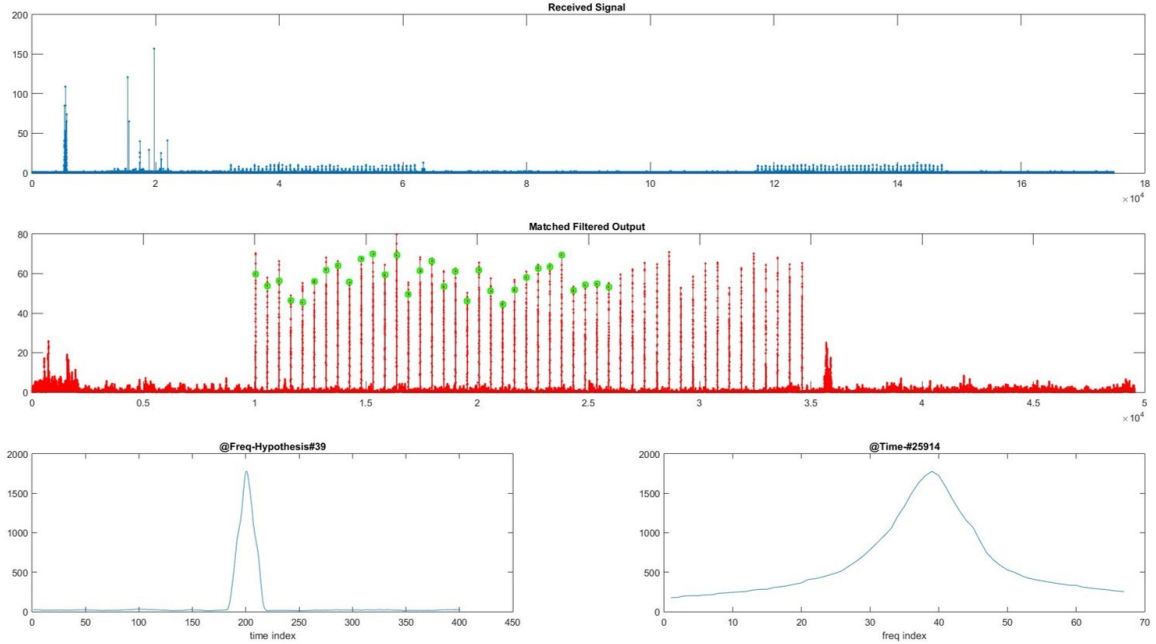 Received Signal
200
150
100
50
0
0 2 4 6 8 10 12 14 16 18
×10⁴
Matched Filtered Output
80
60
40
20
0
0 0.5 1 1.5 2 2.5 3 3.5 4 4.5 5
×10⁴
@Freq-Hypothesis#39
2000
1500
1000
500
0
0 50 100 150 200 250 300 350 400 450
time index
@Time-#25914
2000
1500
1000
500
0
0 10 20 30 40 50 60 70
freq index